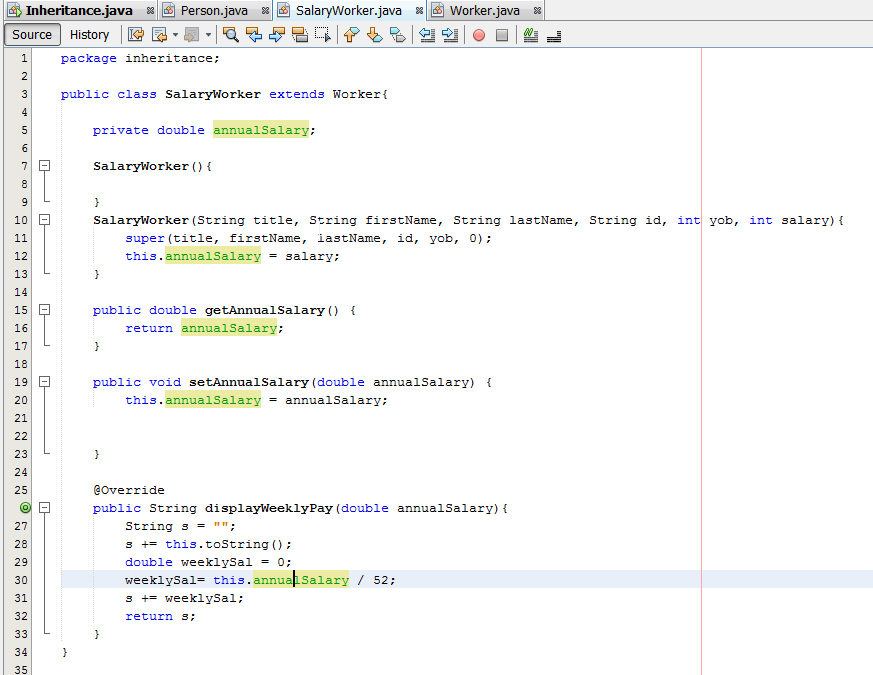 Inheritance.java Person.java SalaryWorker.java Worker.java
Source History
1 package inheritance;
2
3 public class SalaryWorker extends Worker{
4
5 private double annualSalary;
6
7 SalaryWorker(){
8
9 }
10 SalaryWorker(String title, String firstName, String lastName, String id, int yob, int salary){
11 super(title, firstName, lastName, id, yob, 0);
12 this.annualSalary = salary;
13 }
14
15 public double getAnnualSalary() {
16 return annualSalary;
17 }
18
19 public void setAnnualSalary(double annualSalary) {
20 this.annualSalary = annualSalary;
21
22
23 }
24
25 @Override
public String displayWeeklyPay(double annualSalary){
27 String s = "";
28 s += this.toString();
29 double weeklySal = 0;
30 weeklySal= this.annualSalary / 52;
31 s += weeklySal;
32 return s;
33 }
34 }
35